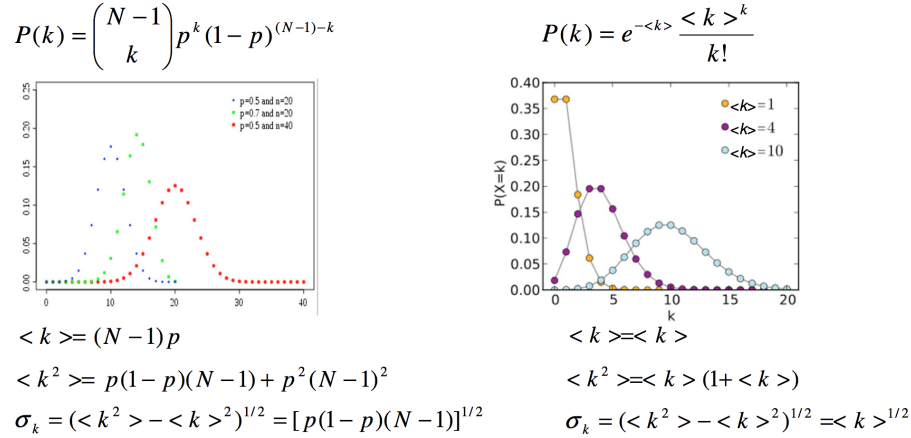 P(k) = (N − 1 k) p^k (1 − p)^(N−1)−k
0.25
0.20
0.15
0.10
0.05
0.00
p=0.5 and n=20
p=0.7 and n=20
p=0.5 and n=40
0 10 20 30 40
< k >= (N − 1) p
< k² >= p(1 − p)(N − 1) + p² (N − 1)²
σ_k = (< k² > − < k >²)^1/2 = [ p(1 − p)(N − 1)]^1/2
P(k) = e^−<k> < k >^k / k!
0.40
0.35
0.30
0.25
0.20
0.15
0.10
0.05
0.00
P(X=k)
<k>=1
<k>=4
<k>=10
0 5 10 15 20
k
< k >=< k >
< k² >=< k > (1+ < k >)
σ_k = (< k² > − < k >²)^1/2 =< k >^1/2